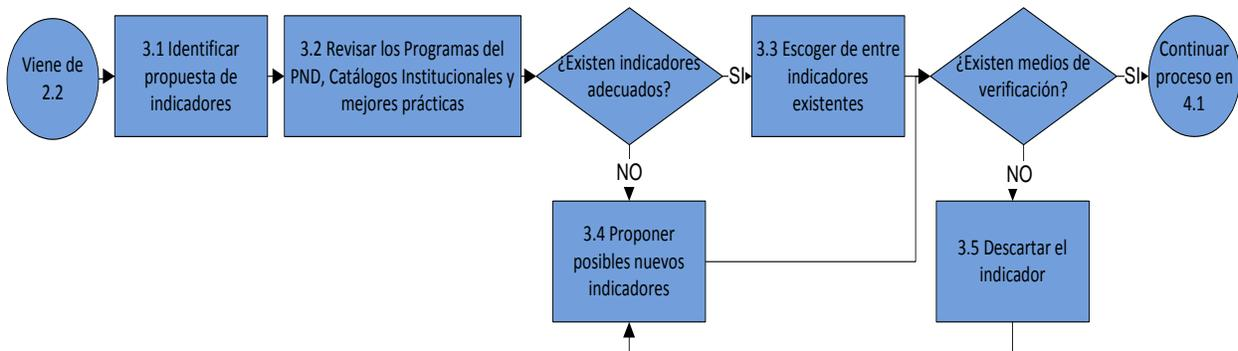 Viene de
2.2
3.1 Identificar
propuesta de
indicadores
3.2 Revisar los Programas del
PND, Catálogos Institucionales y
mejores prácticas
¿Existen indicadores
adecuados?
SI
3.3 Escoger de entre
indicadores
existentes
¿Existen medios de
verificación?
SI
Continuar
proceso en
4.1
NO
NO
3.4 Proponer
posibles nuevos
indicadores
3.5 Descartar el
indicador